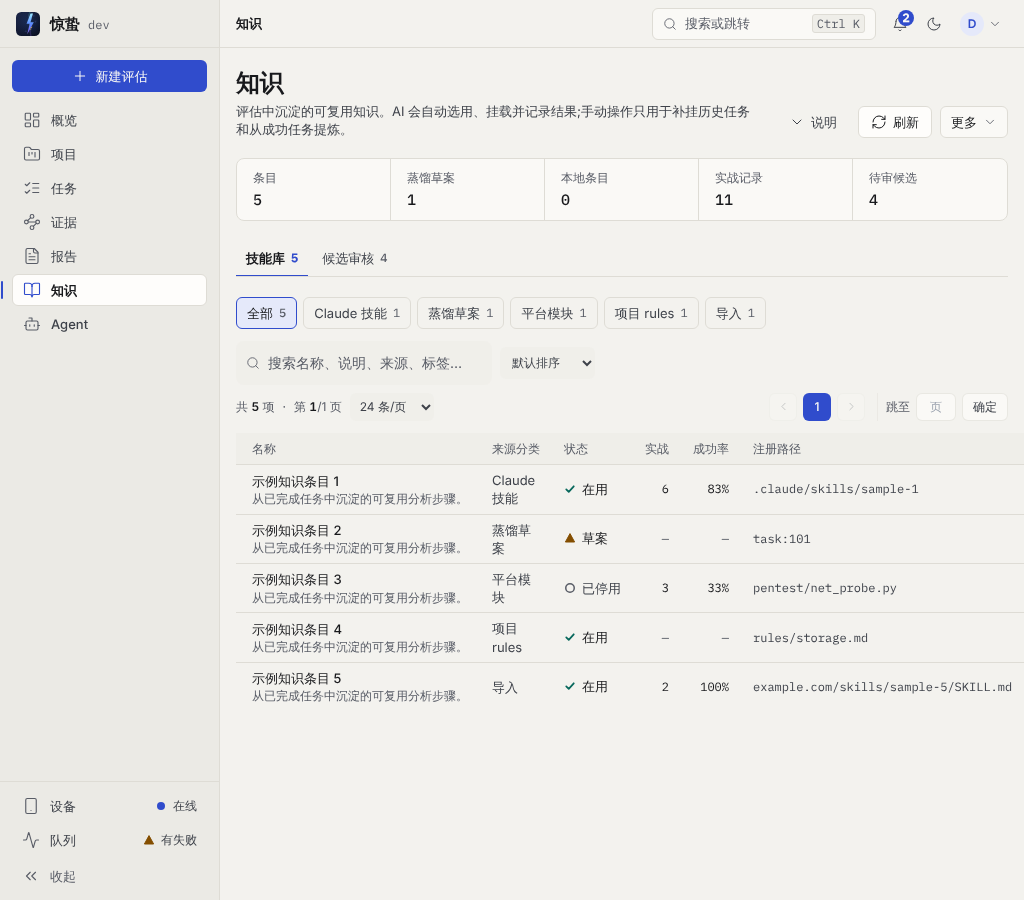 惊蛰 dev
知识
搜索或跳转 Ctrl K
2
D
新建评估
概览
项目
任务
证据
报告
知识
Agent
设备 在线
队列 有失败
收起
知识
评估中沉淀的可复用知识。AI 会自动选用、挂载并记录结果;手动操作只用于补挂历史任务
和从成功任务提炼。
说明 刷新 更多
条目 蒸馏草案 本地条目 实战记录 待审候选
5 1 0 11 4
技能库 5 候选审核 4
全部 5 Claude 技能 1 蒸馏草案 1 平台模块 1 项目 rules 1 导入 1
搜索名称、说明、来源、标签... 默认排序
共 5 项 · 第 1/1 页 24 条/页 1 跳至 页 确定
名称 来源分类 状态 实战 成功率 注册路径
示例知识条目 1
从已完成任务中沉淀的可复用分析步骤。
Claude
技能
在用 6 83% .claude/skills/sample-1
示例知识条目 2
从已完成任务中沉淀的可复用分析步骤。
蒸馏草
案
草案 — — task:101
示例知识条目 3
从已完成任务中沉淀的可复用分析步骤。
平台模
块
已停用 3 33% pentest/net_probe.py
示例知识条目 4
从已完成任务中沉淀的可复用分析步骤。
项目
rules
在用 — — rules/storage.md
示例知识条目 5
从已完成任务中沉淀的可复用分析步骤。
导入
在用 2 100% example.com/skills/sample-5/SKILL.md